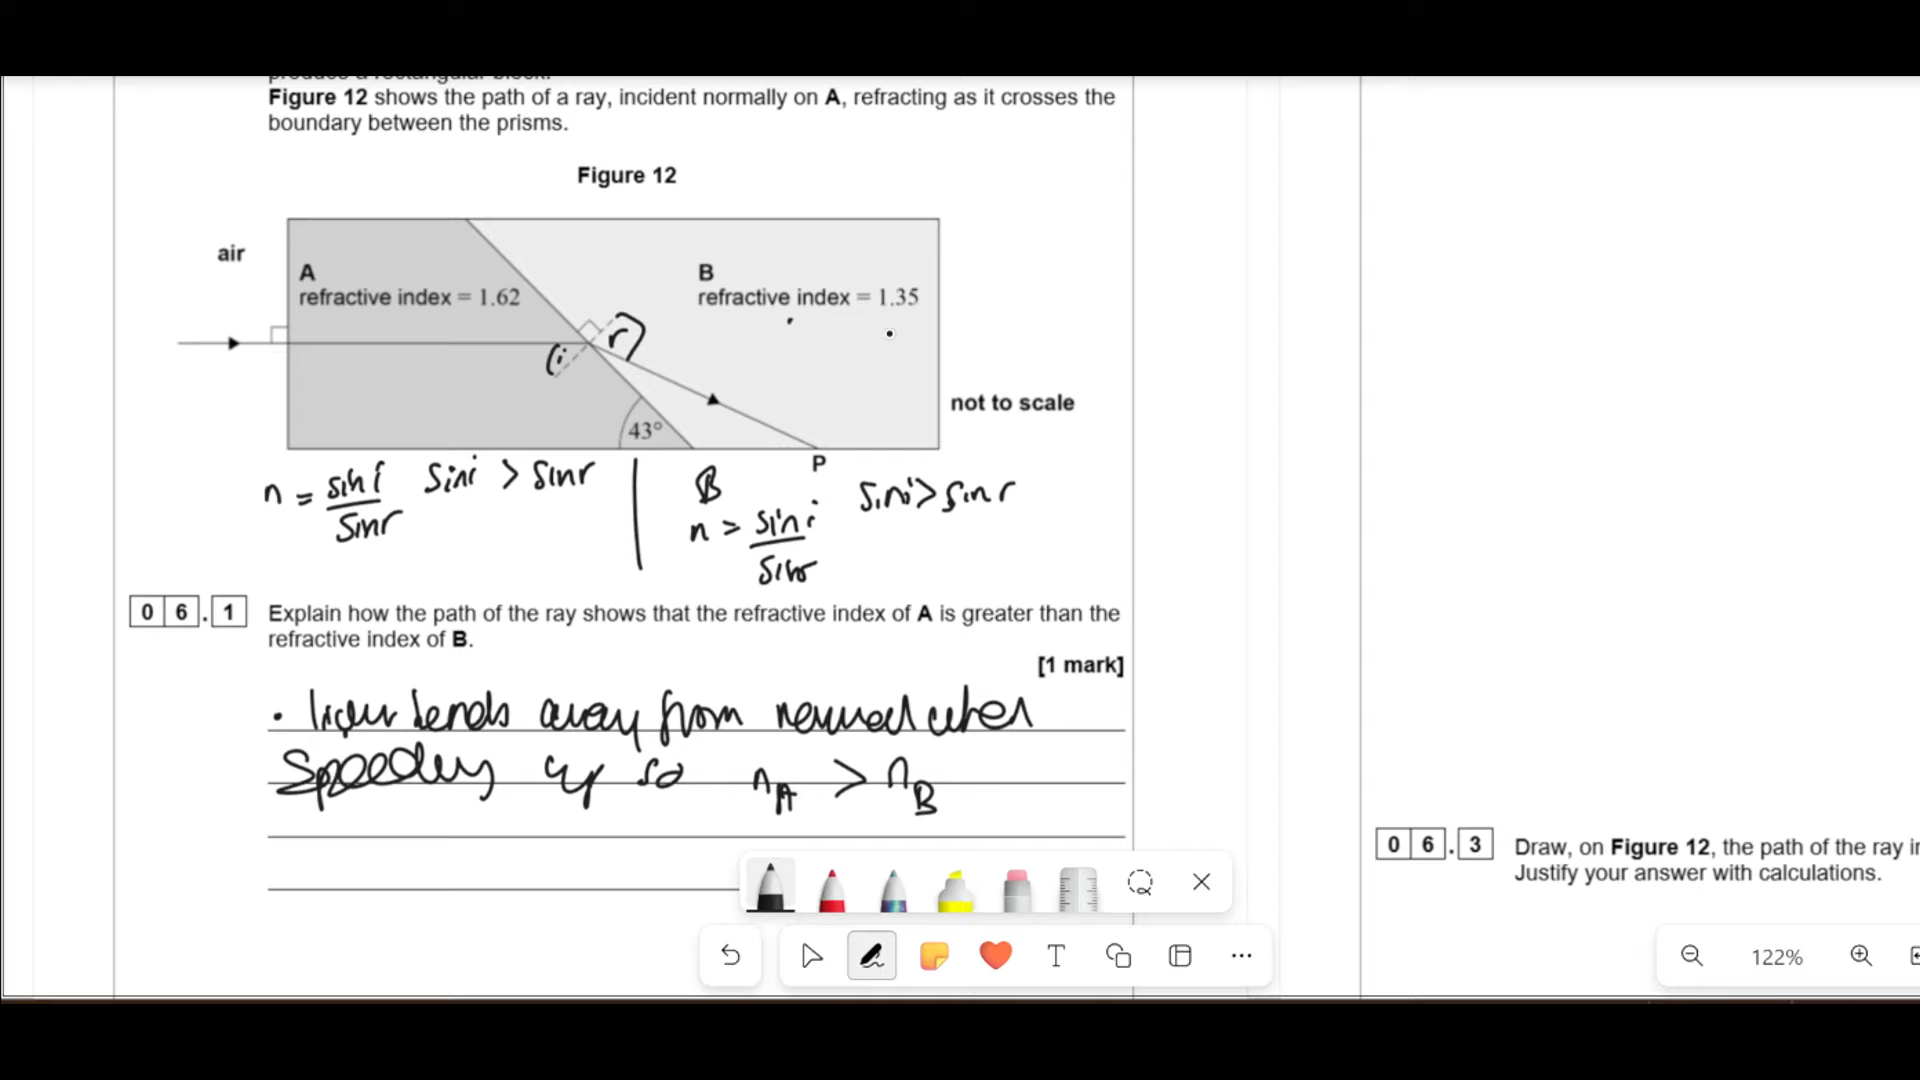 Figure 12 shows the path of a ray, incident normally on A, refracting as it crosses the
boundary between the prisms.
Figure 12
air
A
refractive index = 1.62
B
refractive index = 1.35
i
r
43°
not to scale
P
n = sin i / sin r
sin i > sin r
B
n = sin i / sin r
sin i > sin r
06.1
Explain how the path of the ray shows that the refractive index of A is greater than the
refractive index of B.
[1 mark]
• light bends away from normal when
speeding up so nA > nB
06.3
Draw, on Figure 12, the path of the ray
Justify your answer with calculations.
122%